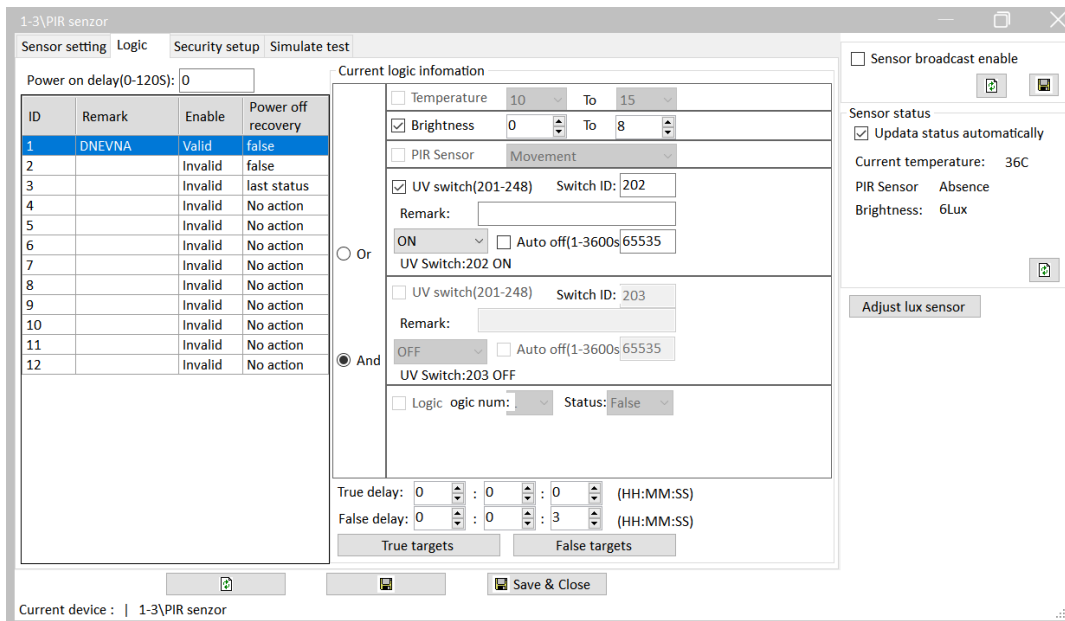 1-3\PIR senzor
Sensor setting Logic Security setup Simulate test
Power on delay(0-120S): 0
ID Remark Enable Power off recovery
1 DNEVNA Valid false
2 Invalid false
3 Invalid last status
4 Invalid No action
5 Invalid No action
6 Invalid No action
7 Invalid No action
8 Invalid No action
9 Invalid No action
10 Invalid No action
11 Invalid No action
12 Invalid No action
Current logic infomation
Or
And
Temperature 10 To 15
Brightness 0 To 8
PIR Sensor Movement
UV switch(201-248) Switch ID: 202
Remark:
ON Auto off(1-3600s 65535
UV Switch:202 ON
UV switch(201-248) Switch ID: 203
Remark:
OFF Auto off(1-3600s 65535
UV Switch:203 OFF
Logic ogic num: Status: False
True delay: 0 : 0 : 0 (HH:MM:SS)
False delay: 0 : 0 : 3 (HH:MM:SS)
True targets False targets
Save & Close
Current device : | 1-3\PIR senzor
Sensor broadcast enable
Sensor status
Updata status automatically
Current temperature: 36C
PIR Sensor Absence
Brightness: 6Lux
Adjust lux sensor